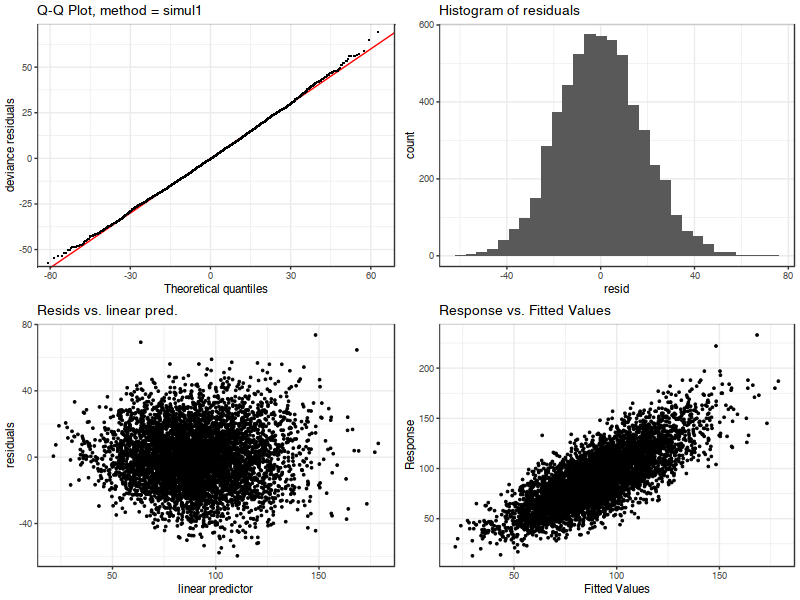 Q-Q Plot, method = simul1
deviance residuals
50
25
0
-25
-50
-60
-30
0
30
60
Theoretical quantiles
Histogram of residuals
count
600
400
200
0
-40
0
40
80
resid
Resids vs. linear pred.
residuals
80
40
0
-40
50
100
150
linear predictor
Response vs. Fitted Values
Response
200
150
100
50
50
100
150
Fitted Values